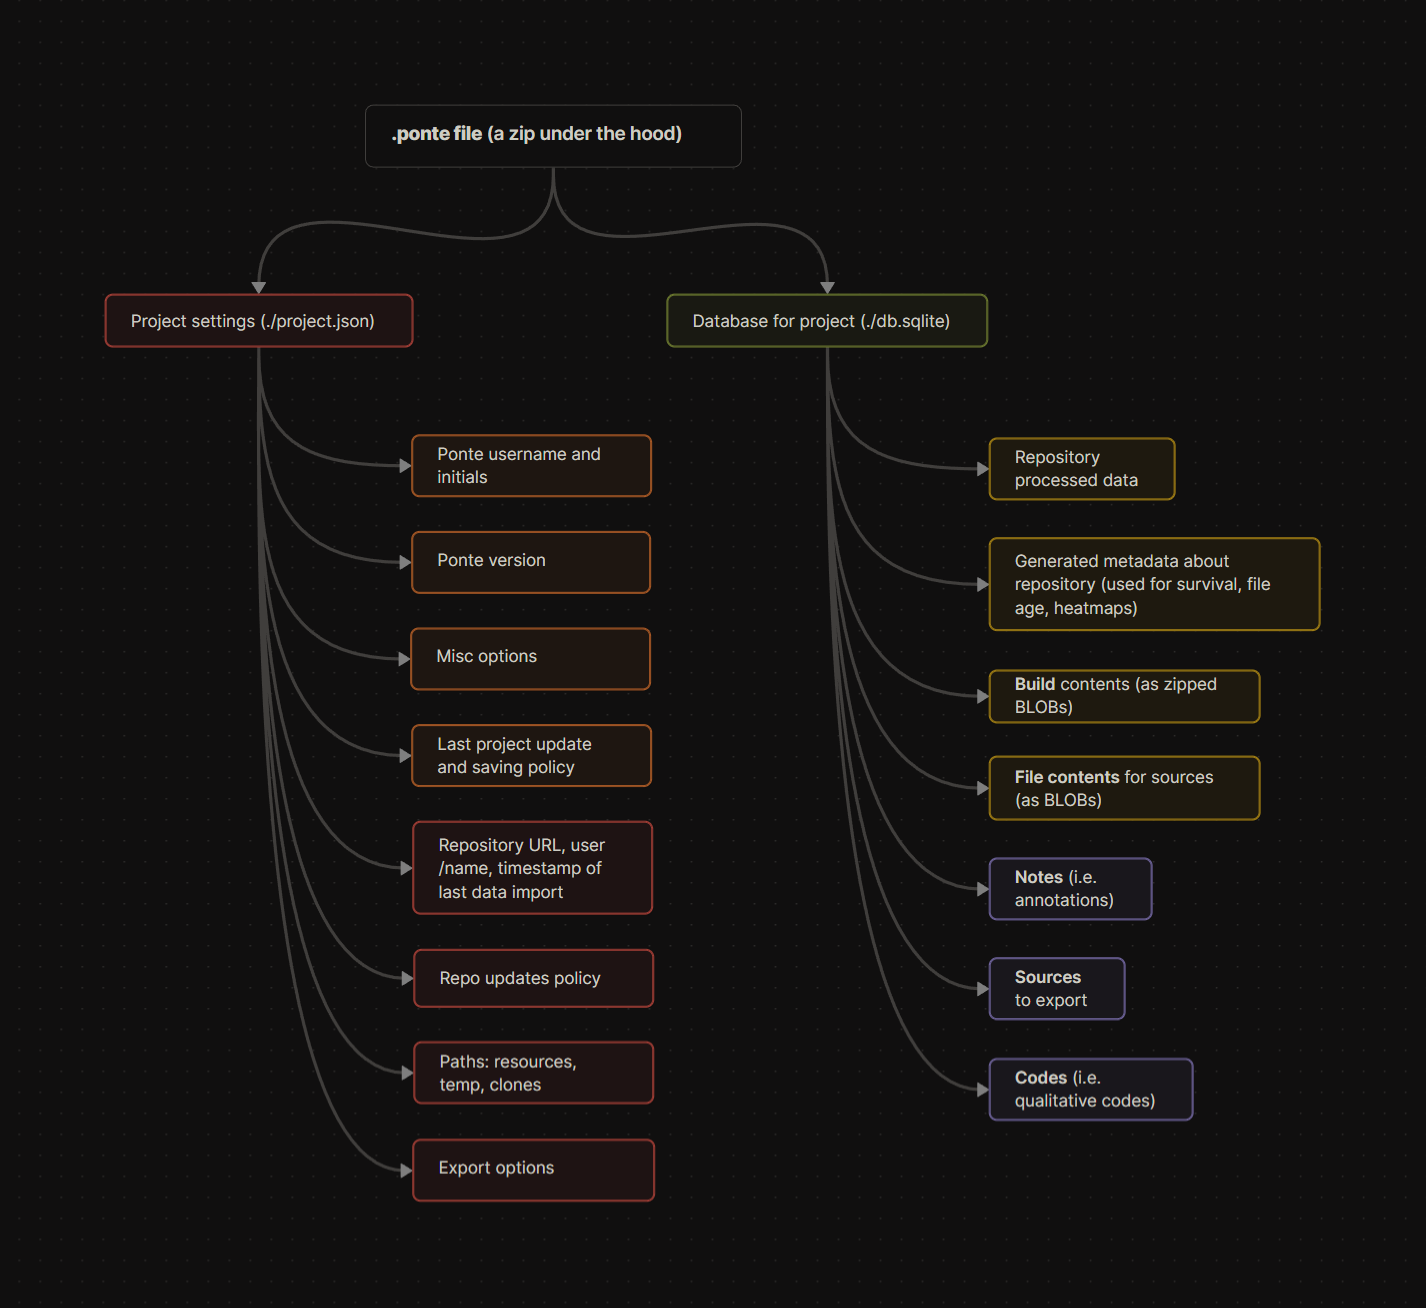 .ponte file (a zip under the hood)
Project settings (./project.json)
Database for project (./db.sqlite)
Ponte username and
initials
Ponte version
Misc options
Last project update
and saving policy
Repository URL, user
/name, timestamp of
last data import
Repo updates policy
Paths: resources,
temp, clones
Export options
Repository
processed data
Generated metadata about
repository (used for survival, file
age, heatmaps)
Build contents (as zipped
BLOBs)
File contents for sources
(as BLOBs)
Notes (i.e.
annotations)
Sources
to export
Codes (i.e.
qualitative codes)